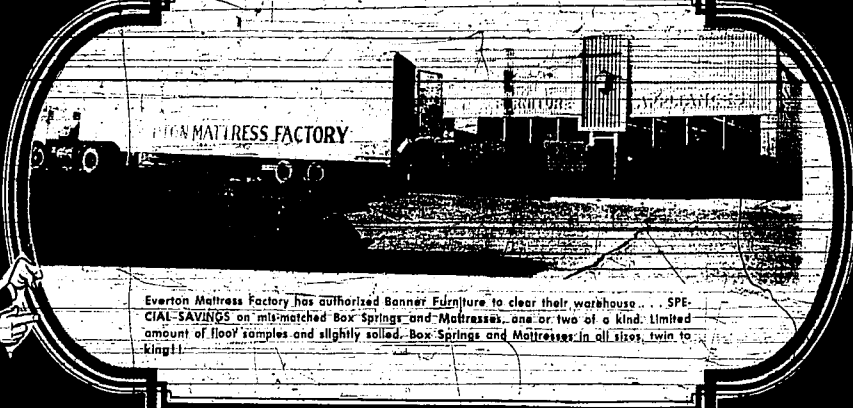 MATTRESS FACTORY
Everton Mattress Factory has authorized Banner Furniture to clear their warehouse. . . . SPE-
CIAL SAVINGS on mis-matched Box Springs and Mattresses, one or two of a kind. Limited
amount of floor samples and slightly soiled. Box Springs and Mattresses in all sizes, twin to
king!!